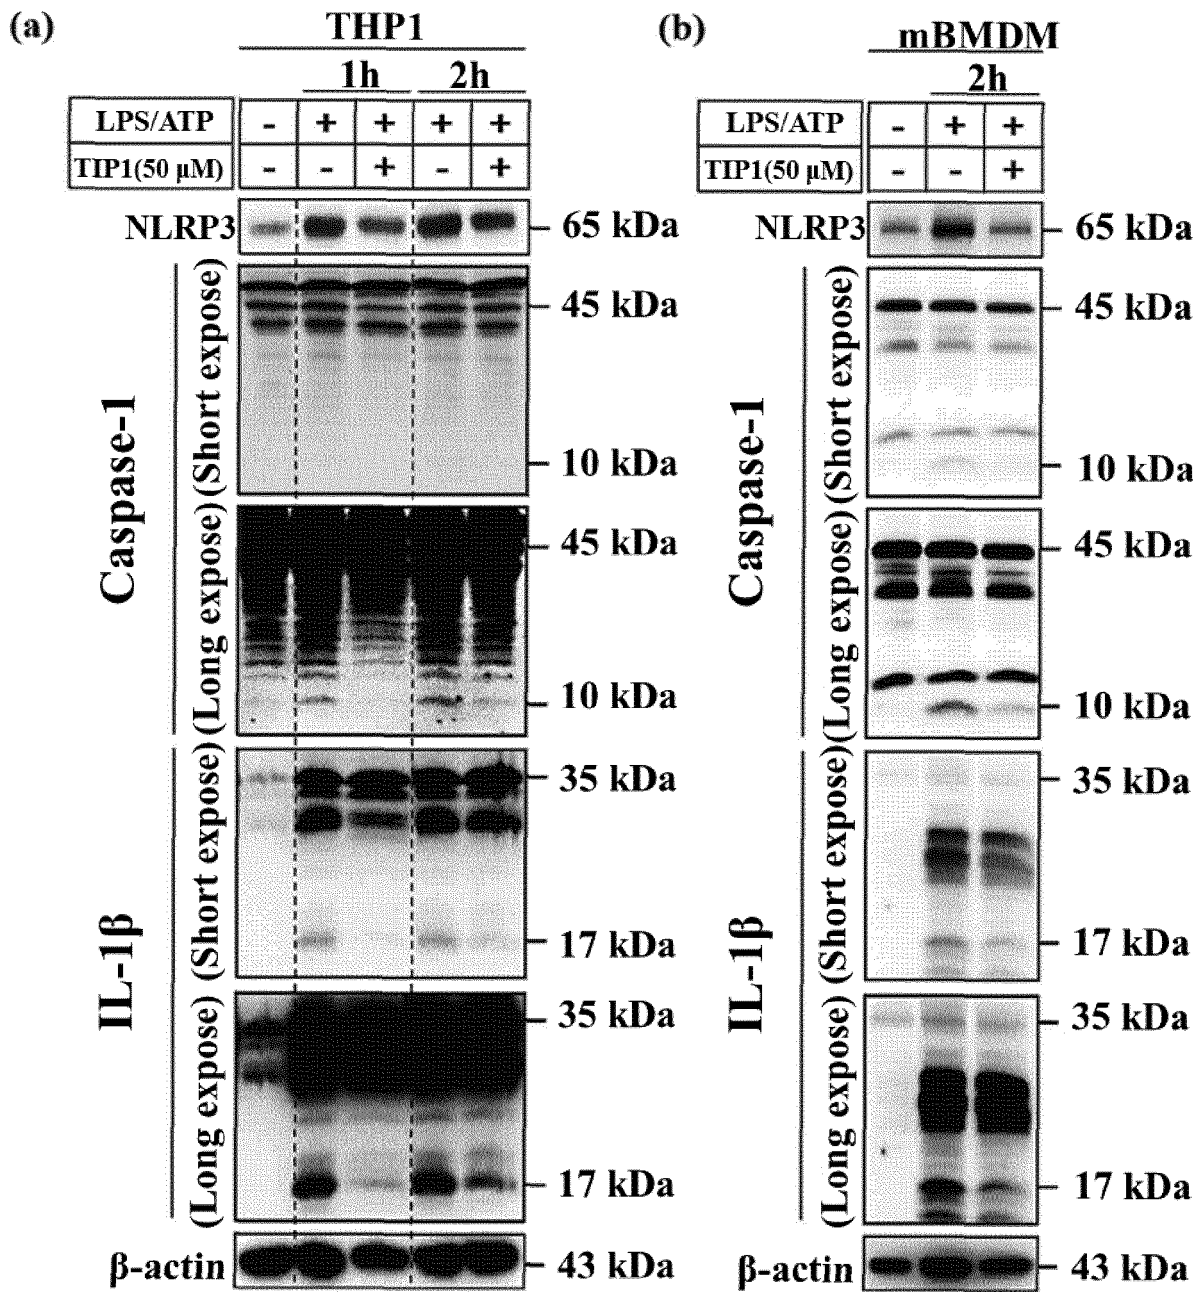 (a)
THP1
1h 2h
LPS/ATP - + + + +
TIP1(50 μM) - - + - +
NLRP3 65 kDa
Caspase-1
(Short expose)
45 kDa
10 kDa
(Long expose)
45 kDa
10 kDa
IL-1β
(Short expose)
35 kDa
17 kDa
(Long expose)
35 kDa
17 kDa
β-actin 43 kDa
(b)
mBMDM
2h
LPS/ATP - + +
TIP1(50 μM) - - +
NLRP3 65 kDa
Caspase-1
(Short expose)
45 kDa
10 kDa
(Long expose)
45 kDa
10 kDa
IL-1β
(Short expose)
35 kDa
17 kDa
(Long expose)
35 kDa
17 kDa
β-actin 43 kDa